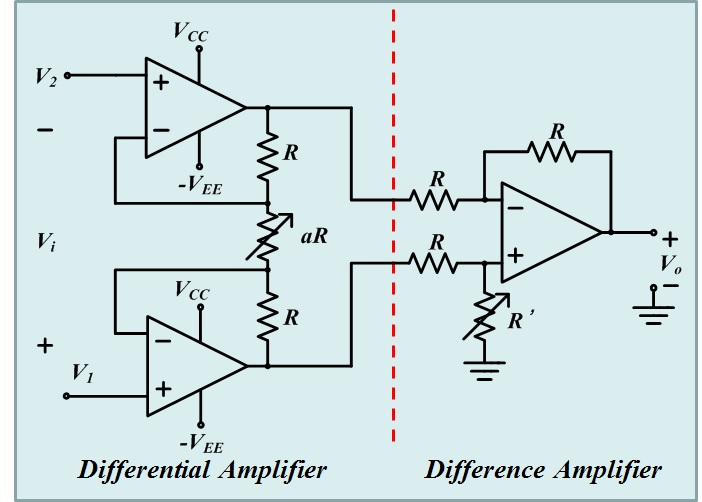 VCC
V2
+
−
−
-VEE
R
R
R
Vi
aR
R
−
+
+
Vo
−
VCC
R
R’
+
V1
−
+
-VEE
Differential Amplifier
Difference Amplifier